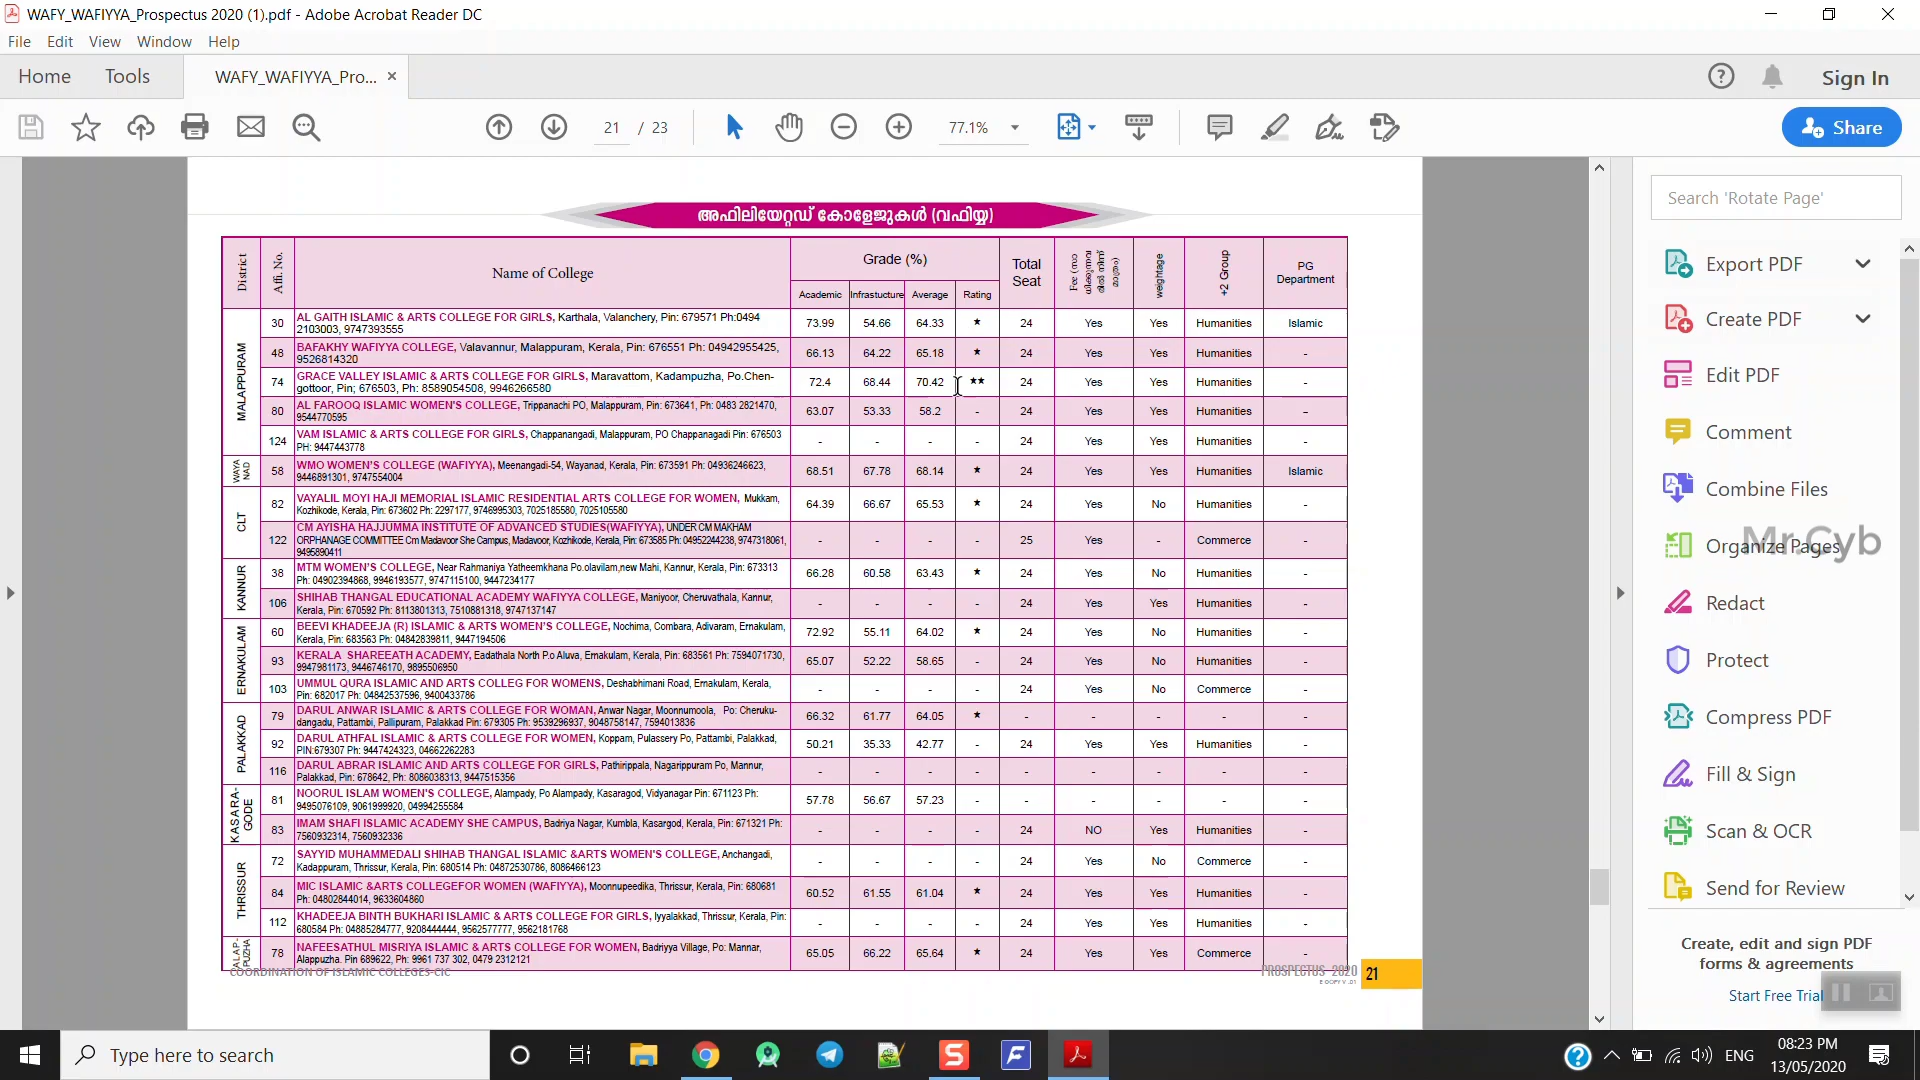 WAFY_WAFIYYA_Prospectus 2020 (1).pdf - Adobe Acrobat Reader DC
File Edit View Window Help
Home Tools WAFY_WAFIYYA_Pro... × Sign In
21 / 23 77.1% Share
Search 'Rotate Page'
Export PDF
Create PDF
Edit PDF
Comment
Combine Files
Organize Pages
Mr.Cyb
Redact
Protect
Compress PDF
Fill & Sign
Scan & OCR
Send for Review
Create, edit and sign PDF
forms & agreements
Start Free Trial
അഫിലിയേറ്റഡ് കോളേജുകൾ (വഫിയ്യ)
District Affi. No. Name of College Grade (%) Total Seat weightage +2 Group PG Department
Academic Infrastucture Average Rating
MALAPPURAM
30 AL GAITH ISLAMIC & ARTS COLLEGE FOR GIRLS, Karthala, Valanchery, Pin: 679571 Ph:0494 73.99 54.66 64.33 ★ 24 Yes Yes Humanities Islamic
2103003, 9747393555
48 BAFAKHY WAFIYYA COLLEGE, Valavannur, Malappuram, Kerala, Pin: 676551 Ph: 04942955425, 66.13 64.22 65.18 ★ 24 Yes Yes Humanities -
9526814320
74 GRACE VALLEY ISLAMIC & ARTS COLLEGE FOR GIRLS, Maravattom, Kadampuzha, Po.Chen- 72.4 68.44 70.42 ★★ 24 Yes Yes Humanities -
gottoor, Pin; 676503, Ph: 8589054508, 9946266580
80 AL FAROOQ ISLAMIC WOMEN'S COLLEGE, Trippanachi PO, Malappuram, Pin: 673641, Ph: 0483 2821470, 63.07 53.33 58.2 - 24 Yes Yes Humanities -
9544770595
124 VAM ISLAMIC & ARTS COLLEGE FOR GIRLS, Chappanangadi, Malappuram, PO Chappanagadi Pin: 676503 - - - - 24 Yes Yes Humanities -
PH: 9447443778
WAYA
NAD
58 WMO WOMEN'S COLLEGE (WAFIYYA), Meenangadi-54, Wayanad, Kerala, Pin: 673591 Ph: 04936246623, 68.51 67.78 68.14 ★ 24 Yes Yes Humanities Islamic
9446891301, 9747554004
CLT
82 VAYALIL MOYI HAJI MEMORIAL ISLAMIC RESIDENTIAL ARTS COLLEGE FOR WOMEN, Mukkam, 64.39 66.67 65.53 ★ 24 Yes No Humanities -
Kozhikode, Kerala, Pin: 673602 Ph: 2297177, 9746995303, 7025185580, 7025105580
122 CM AYISHA HAJJUMMA INSTITUTE OF ADVANCED STUDIES(WAFIYYA), UNDER CM MAKHAM - - - - 25 Yes - Commerce -
ORPHANAGE COMMITTEE Cm Madavoor She Campus, Madavoor, Kozhikode, Kerala, Pin: 673585 Ph: 04952244238, 9747318061,
9495890411
KANNUR
38 MTM WOMEN'S COLLEGE, Near Rahmaniya Yatheemkhana Po.olavilam,new Mahi, Kannur, Kerala, Pin: 673313 66.28 60.58 63.43 ★ 24 Yes No Humanities -
Ph: 04902394868, 9946193577, 9747115100, 9447234177
106 SHIHAB THANGAL EDUCATIONAL ACADEMY WAFIYYA COLLEGE, Maniyoor, Cheruvathala, Kannur, - - - - 24 Yes Yes Humanities -
Kerala, Pin: 670592 Ph: 8113801313, 7510881318, 9747137147
ERNAKULAM
60 BEEVI KHADEEJA (R) ISLAMIC & ARTS WOMEN'S COLLEGE, Nochima, Combara, Adivaram, Ernakulam, 72.92 55.11 64.02 ★ 24 Yes No Humanities -
Kerala, Pin: 683563 Ph: 04842839811, 9447194506
93 KERALA SHAREEATH ACADEMY, Eadathala North P.o Aluva, Ernakulam, Kerala, Pin: 683561 Ph: 7594071730, 65.07 52.22 58.65 - 24 Yes No Humanities -
9947981173, 9446746170, 9895506950
103 UMMUL QURA ISLAMIC AND ARTS COLLEG FOR WOMENS, Deshabhimani Road, Ernakulam, Kerala, - - - - 24 Yes No Commerce -
Pin: 682017 Ph: 04842537596, 9400433786
PALAKKAD
79 DARUL ANWAR ISLAMIC & ARTS COLLEGE FOR WOMAN, Anwar Nagar, Moonnumoola, Po: Cheruku- 66.32 61.77 64.05 ★ - - - - -
dangadu, Pattambi, Pallipuram, Palakkad Pin: 679305 Ph: 9539296937, 9048758147, 7594013836
92 DARUL ATHFAL ISLAMIC & ARTS COLLEGE FOR WOMEN, Koppam, Pulassery Po, Pattambi, Palakkad, 50.21 35.33 42.77 - 24 Yes Yes Humanities -
PIN:679307 Ph: 9447424323, 04662262283
116 DARUL ABRAR ISLAMIC AND ARTS COLLEGE FOR GIRLS, Pathirippala, Nagarippuram Po, Mannur, - - - - - - - - -
Palakkad, Pin: 678642, Ph: 8086038313, 9447515356
KASARA-
GODE
81 NOORUL ISLAM WOMEN'S COLLEGE, Alampady, Po Alampady, Kasaragod, Vidyanagar Pin: 671123 Ph: 57.78 56.67 57.23 - - - - - -
9495076109, 9061999920, 04994255584
83 IMAM SHAFI ISLAMIC ACADEMY SHE CAMPUS, Badriya Nagar, Kumbla, Kasargod, Kerala, Pin: 671321 Ph: - - - - 24 NO Yes Humanities -
7560932314, 7560932336
THRISSUR
72 SAYYID MUHAMMEDALI SHIHAB THANGAL ISLAMIC &ARTS WOMEN'S COLLEGE, Anchangadi, - - - - 24 Yes No Commerce -
Kadappuram, Thrissur, Kerala, Pin: 680514 Ph: 04872530786, 8086466123
84 MIC ISLAMIC &ARTS COLLEGEFOR WOMEN (WAFIYYA), Moonnupeedika, Thrissur, Kerala, Pin: 680681 60.52 61.55 61.04 ★ 24 Yes Yes Humanities -
Ph: 04802844014, 9633604860
112 KHADEEJA BINTH BUKHARI ISLAMIC & ARTS COLLEGE FOR GIRLS, Iyyalakkad, Thrissur, Kerala, Pin: - - - - 24 Yes Yes Humanities -
680584 Ph: 04885284777, 9208444444, 9562577777, 9562181768
ALAP-
PUZHA
78 NAFEESATHUL MISRIYA ISLAMIC & ARTS COLLEGE FOR WOMEN, Badriyya Village, Po: Mannar, 65.05 66.22 65.64 ★ 24 Yes Yes Commerce -
Alappuzha. Pin 689622, Ph: 9961 737 302, 0479 2312121
COORDINATION OF ISLAMIC COLLEGES-CIC PROSPECTUS 2020 21
Type here to search ENG 08:23 PM
13/05/2020